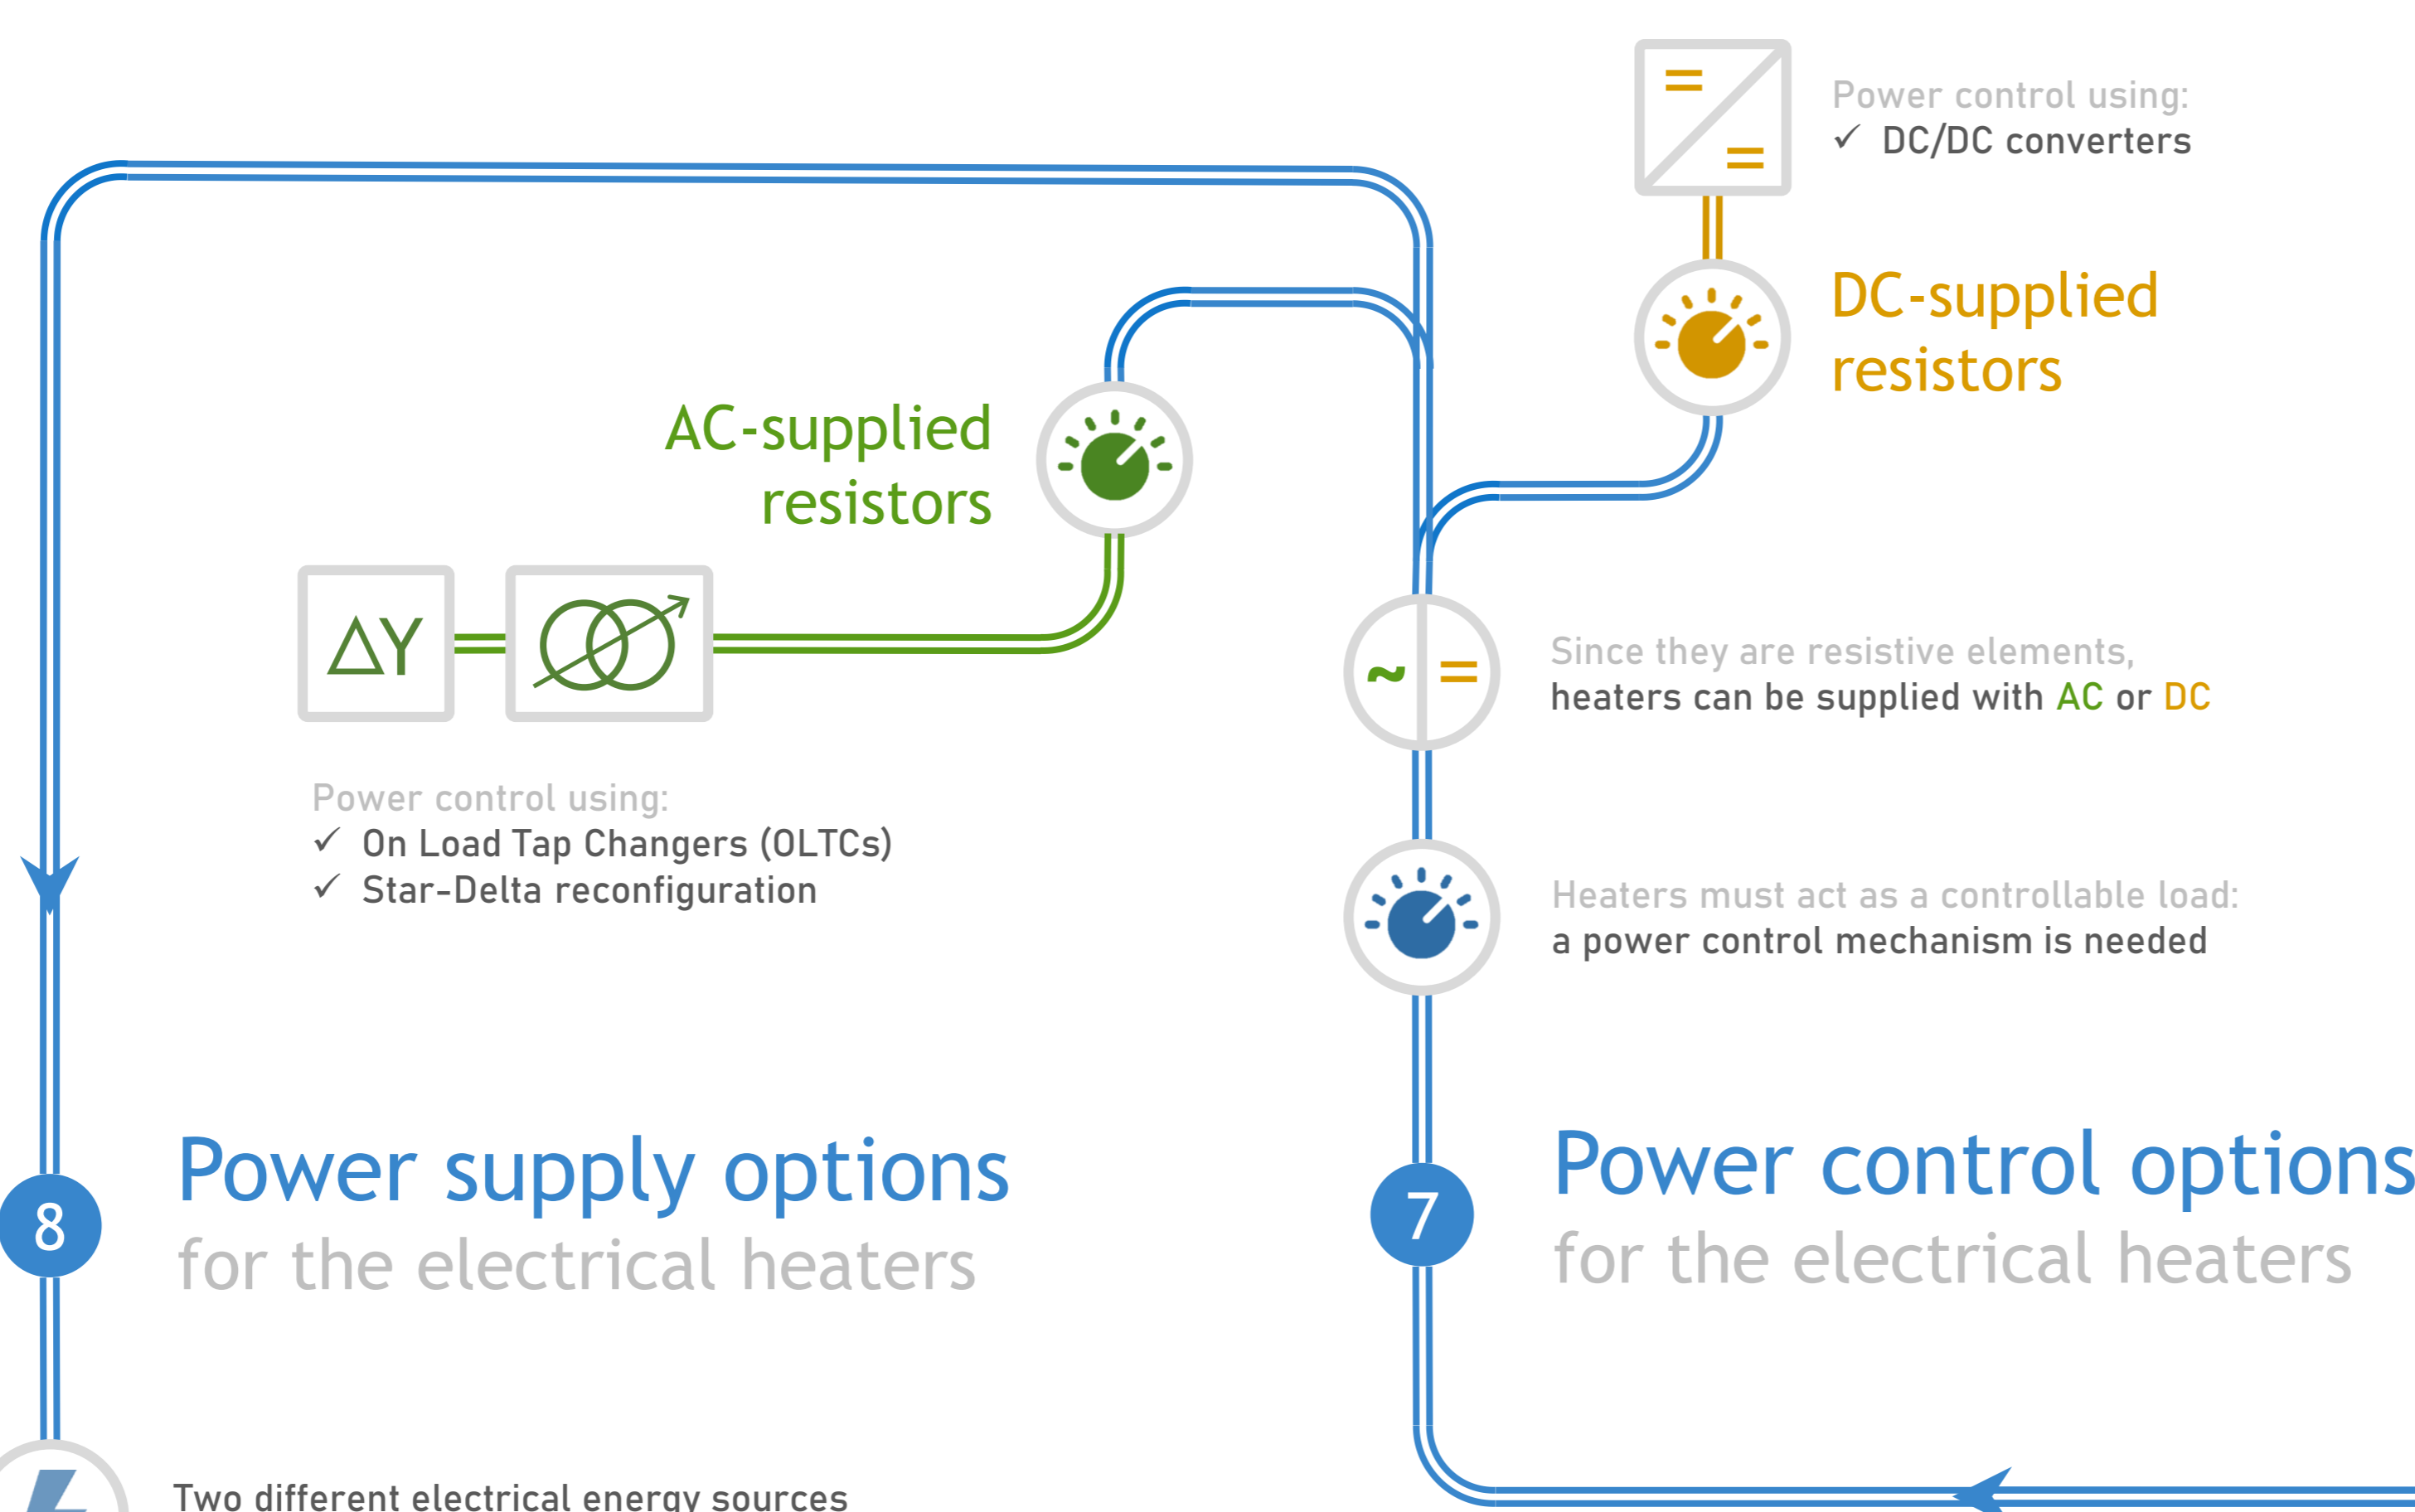 Power control using:
✓ DC/DC converters
DC-supplied
resistors
AC-supplied
resistors
ΔY
~ =
Since they are resistive elements,
heaters can be supplied with AC or DC
Power control using:
✓ On Load Tap Changers (OLTCs)
✓ Star-Delta reconfiguration
Heaters must act as a controllable load:
a power control mechanism is needed
8
Power supply options
for the electrical heaters
7
Power control options
for the electrical heaters
Two different electrical energy sources